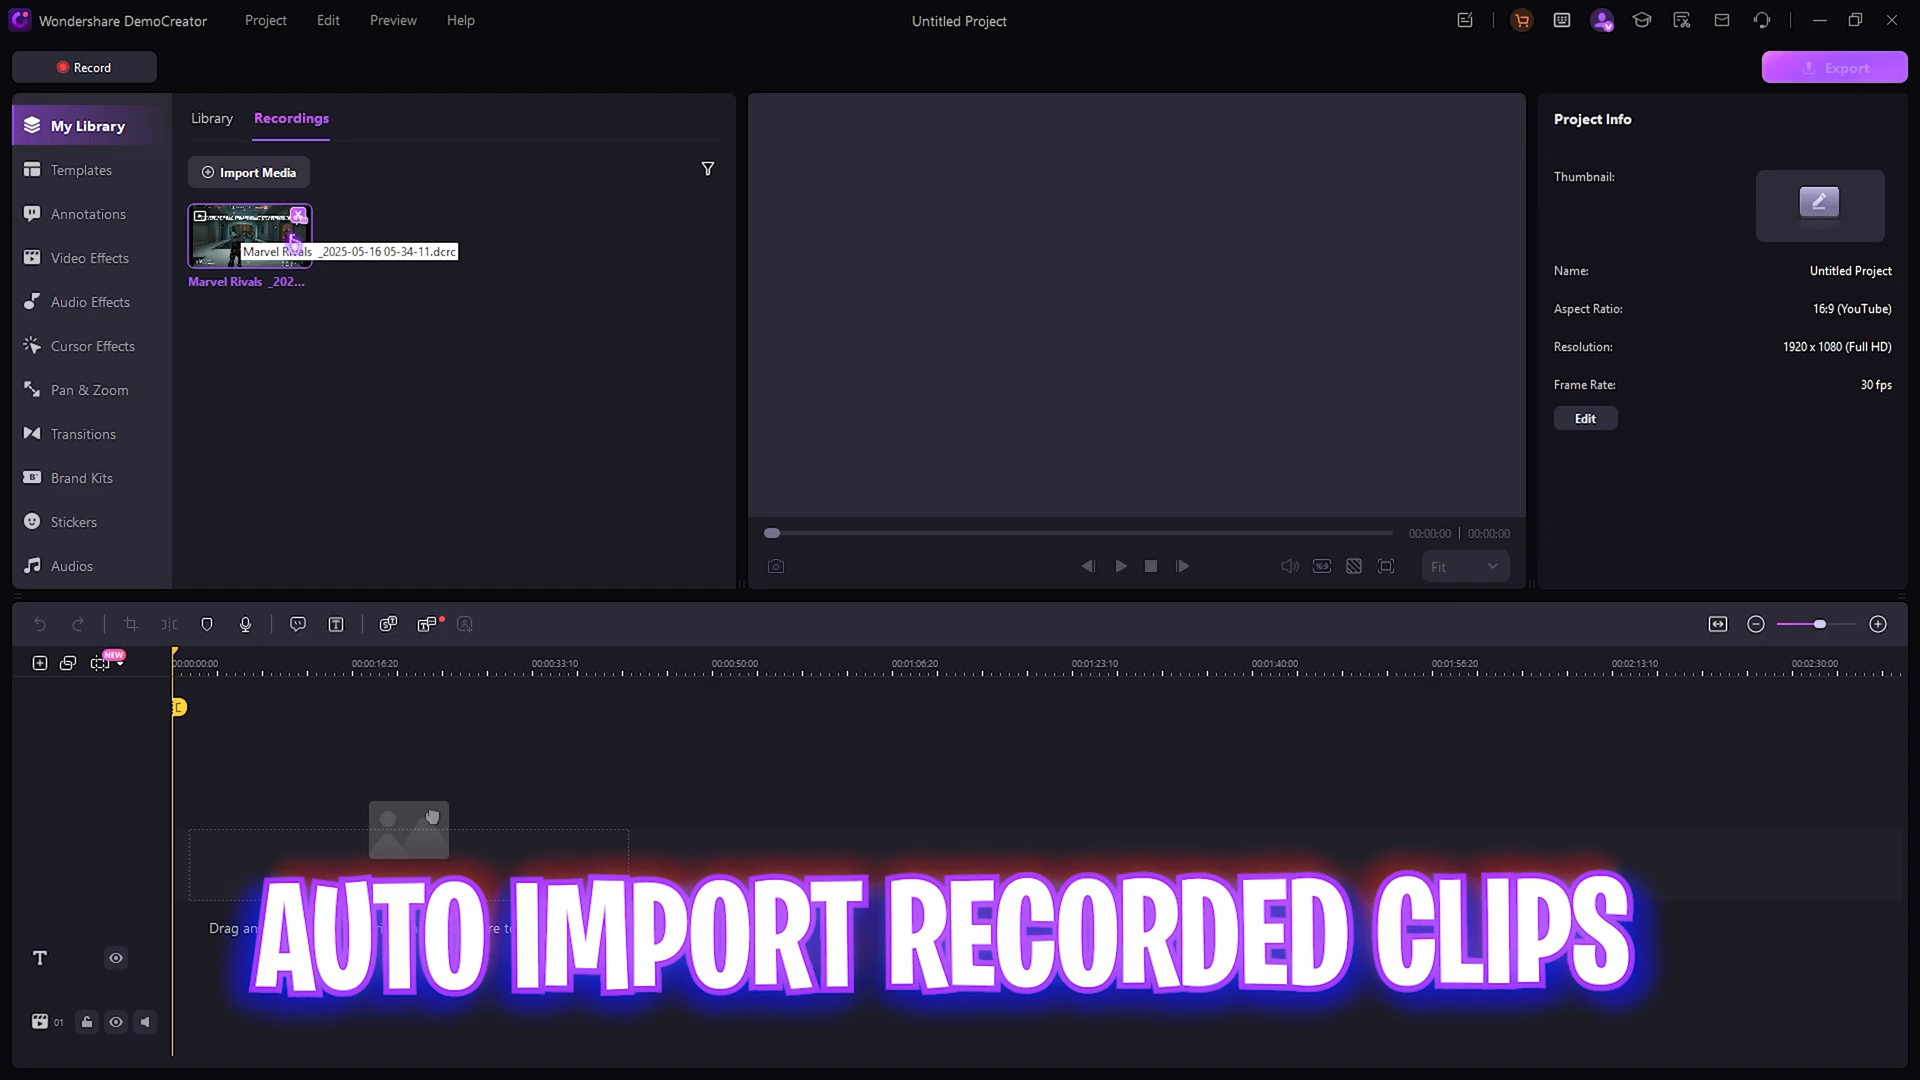 Wondershare DemoCreator
Project
Edit
Preview
Help
Untitled Project
Record
Export
My Library
Templates
Annotations
Video Effects
Audio Effects
Cursor Effects
Pan & Zoom
Transitions
Brand Kits
Stickers
Audios
Library
Recordings
Import Media
Marvel Rivals _2025-05-16 05-34-11.dcrc
Marvel Rivals _202...
00:00:00 | 00:00:00
16:9
Fit
Project Info
Thumbnail:
Name:
Untitled Project
Aspect Ratio:
16:9 (YouTube)
Resolution:
1920 x 1080 (Full HD)
Frame Rate:
30 fps
Edit
NEW
00:00:00:00
00:00:16:20
00:00:33:10
00:00:50:00
00:01:06:20
00:01:23:10
00:01:40:00
00:01:56:20
00:02:13:10
00:02:30:00
AUTO IMPORT RECORDED CLIPS
T
01